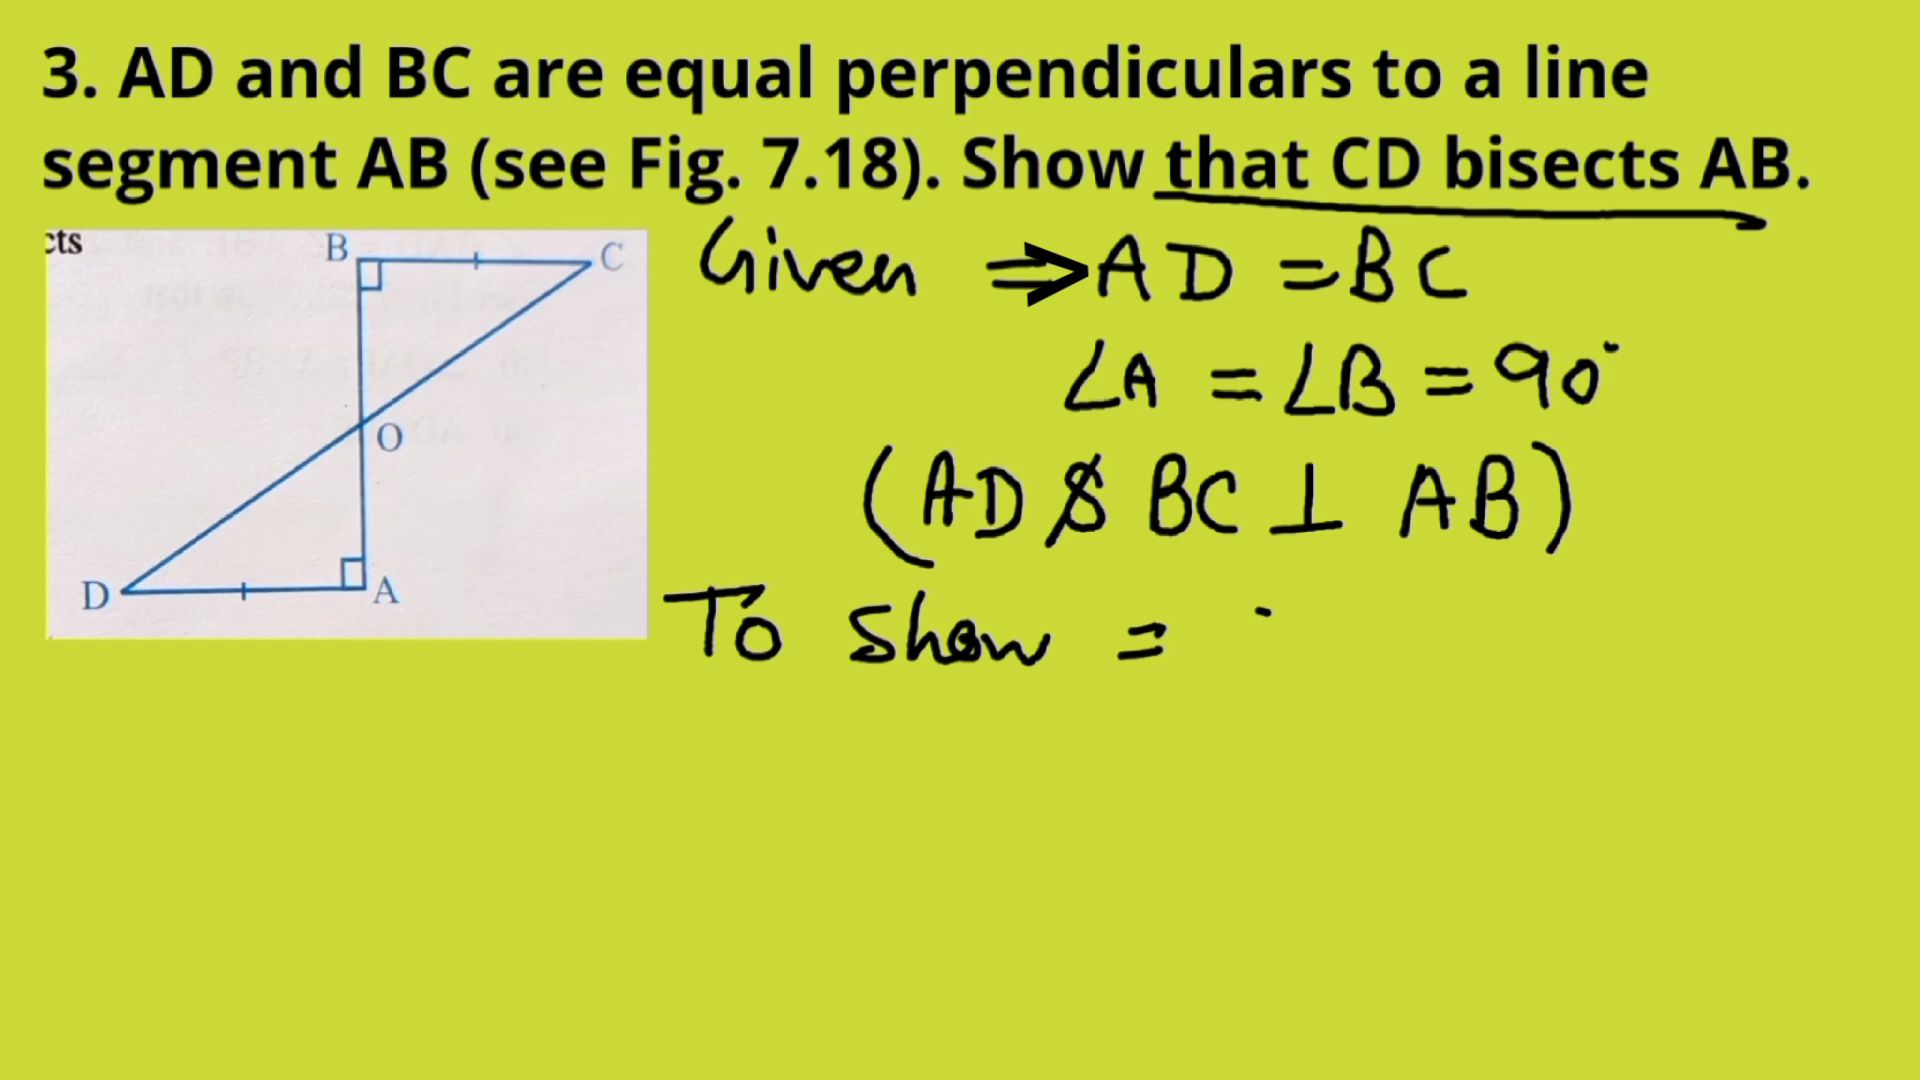 3. AD and BC are equal perpendiculars to a line
segment AB (see Fig. 7.18). Show that CD bisects AB.
cts
B C
O
D A
Given ⇒ AD = BC
∠A = ∠B = 90°
(AD & BC ⊥ AB)
To Show =